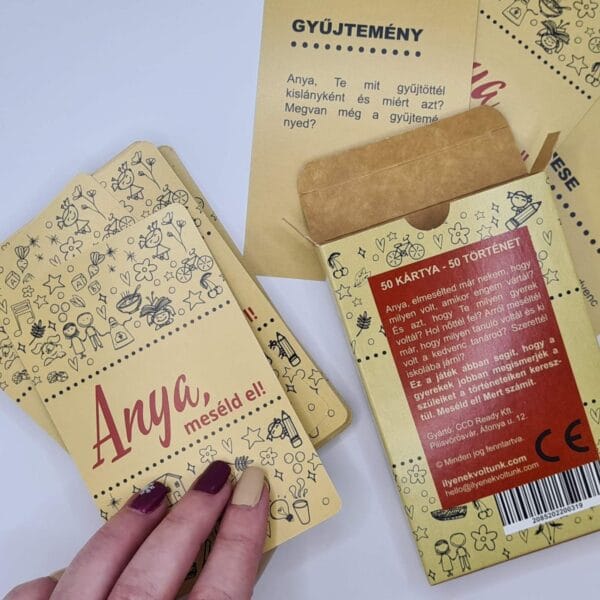 GYŰJTEMÉNY
Anya, Te mit gyűjtöttél
kislányként és miért azt?
Megvan még a gyűjtemé
nyed?
Anya,
meséld el!
50 KÁRTYA - 50 TÖRTÉNET
Anya, elmesélted már nekem, hogy
milyen volt, amikor engem vártál?
És azt, hogy Te milyen gyerek
voltál? Hol nőttél fel? Arról meséltél
már, hogy milyen tanuló voltál és ki
volt a kedvenc tanárod? Szerettél
iskolába járni?
Ez a játék abban segít, hogy a
gyerekek jobban megismerjék a
szüleiket a történeteiken keresz-
tül. Meséld el! Mert számít.
Gyártó: CCD Ready Kft.
Pilisvörösvár, Áfonya u. 12.
© Minden jog fenntartva.
ilyenekvoltunk.com
hello@ilyenekvoltunk.com
CE
2085202200319
el!